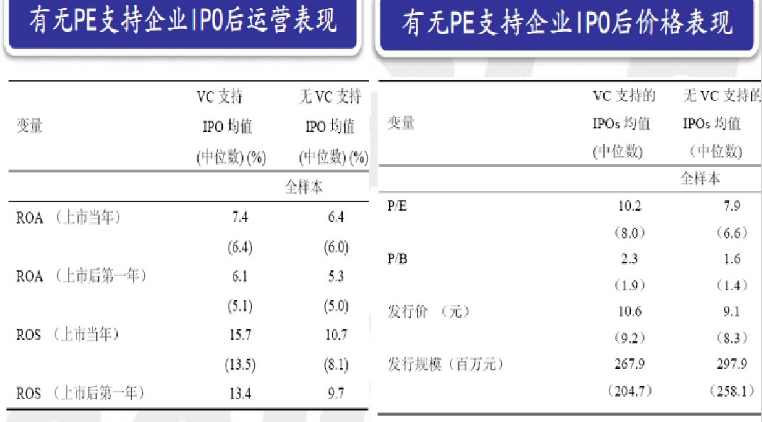 有无PE支持企业IPO后运营表现
VC 支持 无 VC 支持
变量 IPO 均值 IPO 均值
(中位数) (%) (中位数) (%)
全样本
ROA （上市当年） 7.4 6.4
(6.4) (6.0)
ROA （上市后第一年） 6.1 5.3
(5.1) (5.0)
ROS （上市当年） 15.7 10.7
(13.5) (8.1)
ROS （上市后第一年） 13.4 9.7
有无PE支持企业IPO后价格表现
VC 支持的 无 VC 支持的
变量 IPOs 均值 IPOs 均值
(中位数) （中位数）
全样本
P/E 10.2 7.9
（8.0） （6.6）
P/B 2.3 1.6
（1.9） （1.4）
发行价 （元） 10.6 9.1
（9.2） （8.3）
发行规模（百万元） 267.9 297.9
（204.7） （258.1）